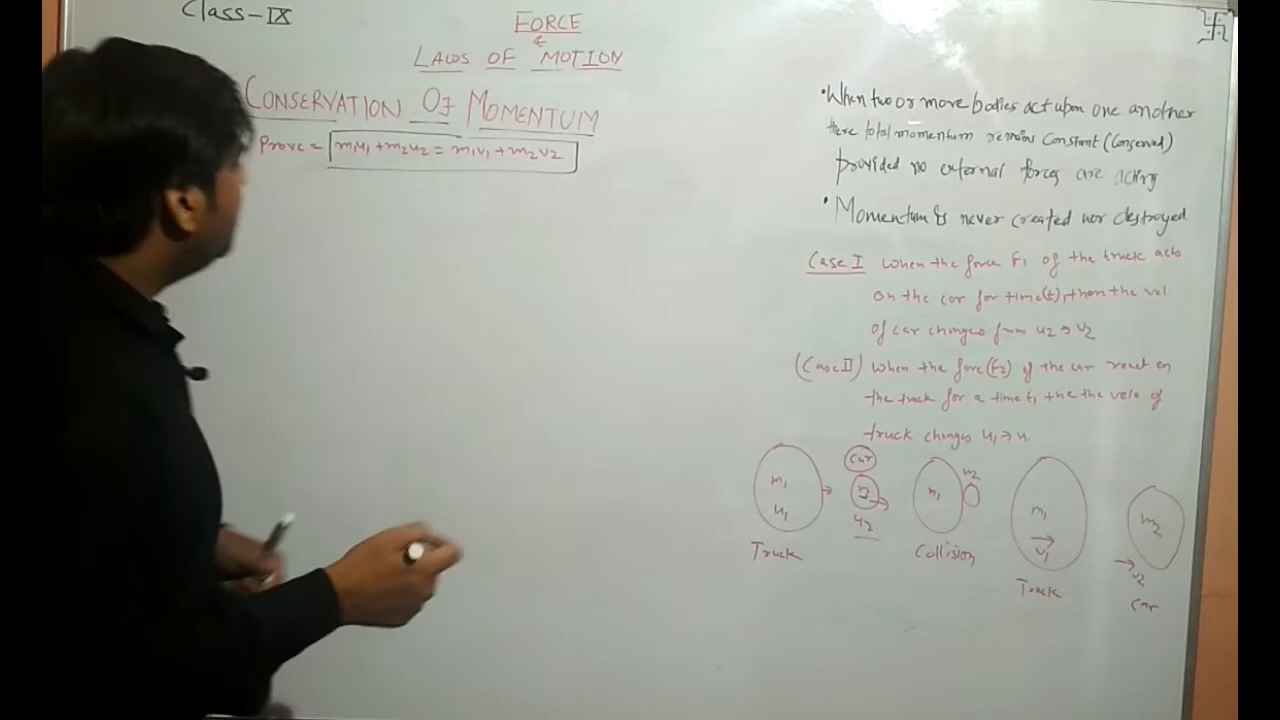 Class-IX
FORCE
&
LAWS OF MOTION
CONSERVATION OF MOMENTUM
Prove = m₁u₁ + m₂u₂ = m₁v₁ + m₂v₂
• When two or more bodies act upon one another
there total momentum remains constant (conserved)
provided no external forces are acting
• Momentum is never created nor destroyed
Case I When the force F₁ of the truck acts
on the car for time(t), then the vel
of car changes from u₂ → v₂
(Case II) When the force(F₂) of the car react on
the truck for a time t, the the velo of
truck changes u₁ → u
car
m₁
u₁
u₂
Truck
m₁
m₂
Collision
m₁
v₁
Truck
m₂
v₂
Car